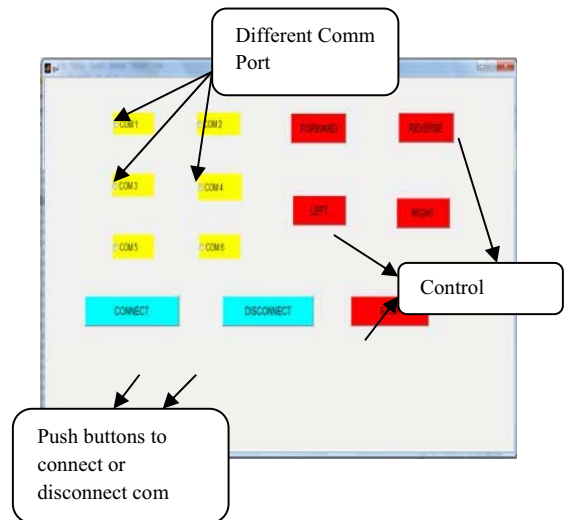 Different Comm
Port
COM 1
COM 2
FORWARD
REVERSE
COM 3
COM 4
LEFT
RIGHT
COM 5
COM 6
Control
CONNECT
DISCONNECT
Push buttons to
connect or
disconnect com